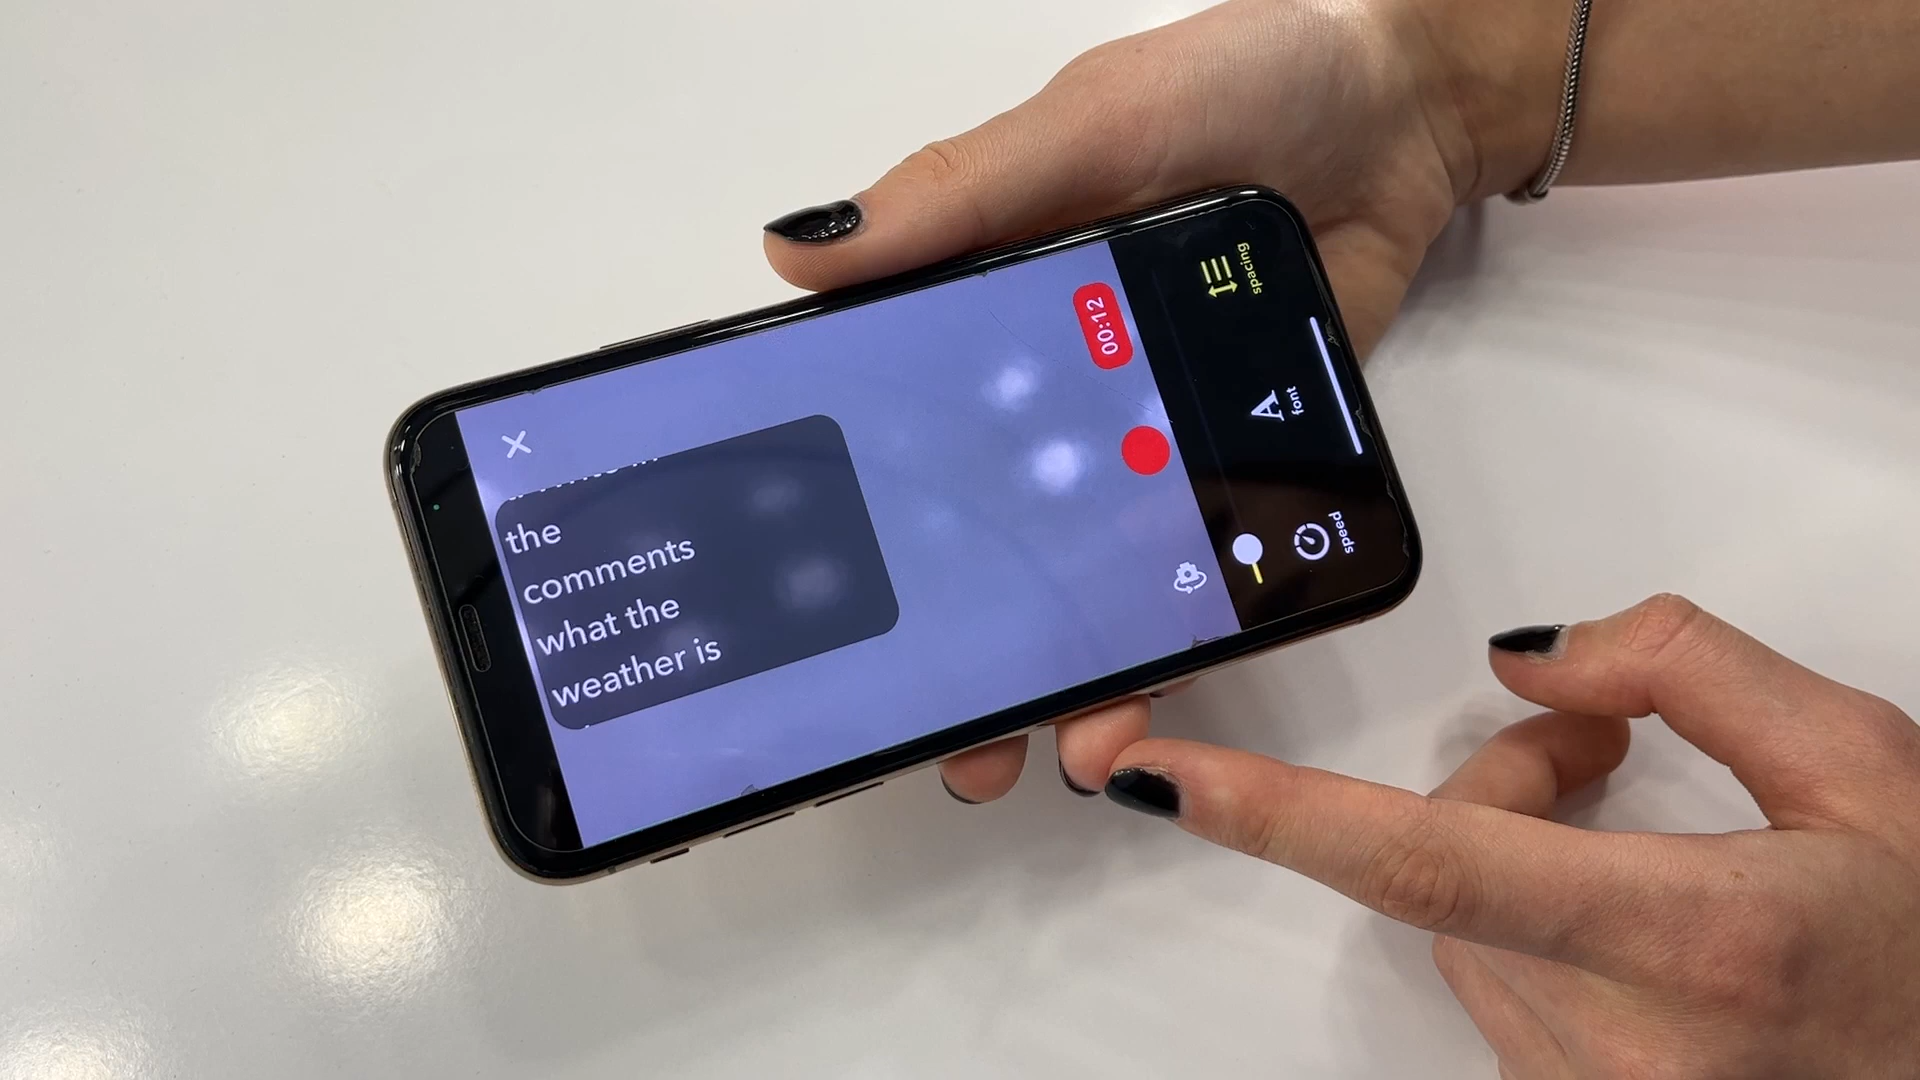 the
comments
what the
weather is
00:12
spacing
A
font
speed